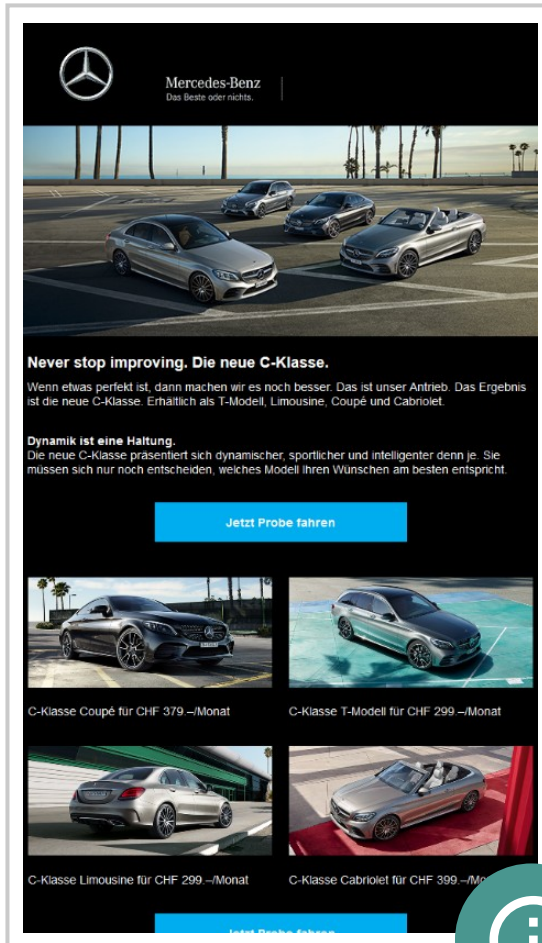 Mercedes-Benz
Das Beste oder nichts.
Never stop improving. Die neue C-Klasse.
Wenn etwas perfekt ist, dann machen wir es noch besser. Das ist unser Antrieb. Das Ergebnis
ist die neue C-Klasse. Erhältlich als T-Modell, Limousine, Coupé und Cabriolet.
Dynamik ist eine Haltung.
Die neue C-Klasse präsentiert sich dynamischer, sportlicher und intelligenter denn je. Sie
müssen sich nur noch entscheiden, welches Modell Ihren Wünschen am besten entspricht.
Jetzt Probe fahren
C-Klasse Coupé für CHF 379.–/Monat
C-Klasse T-Modell für CHF 299.–/Monat
C-Klasse Limousine für CHF 299.–/Monat
C-Klasse Cabriolet für CHF 399.–/Mo
Jetzt Probe fahren